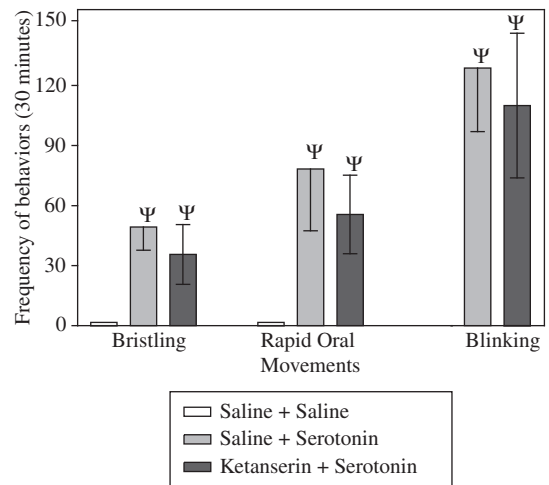 Frequency of behaviors (30 minutes)
150
120
90
60
30
0
Ψ Ψ
Ψ Ψ
Ψ Ψ
Bristling
Rapid Oral
Movements
Blinking
Saline + Saline
Saline + Serotonin
Ketanserin + Serotonin